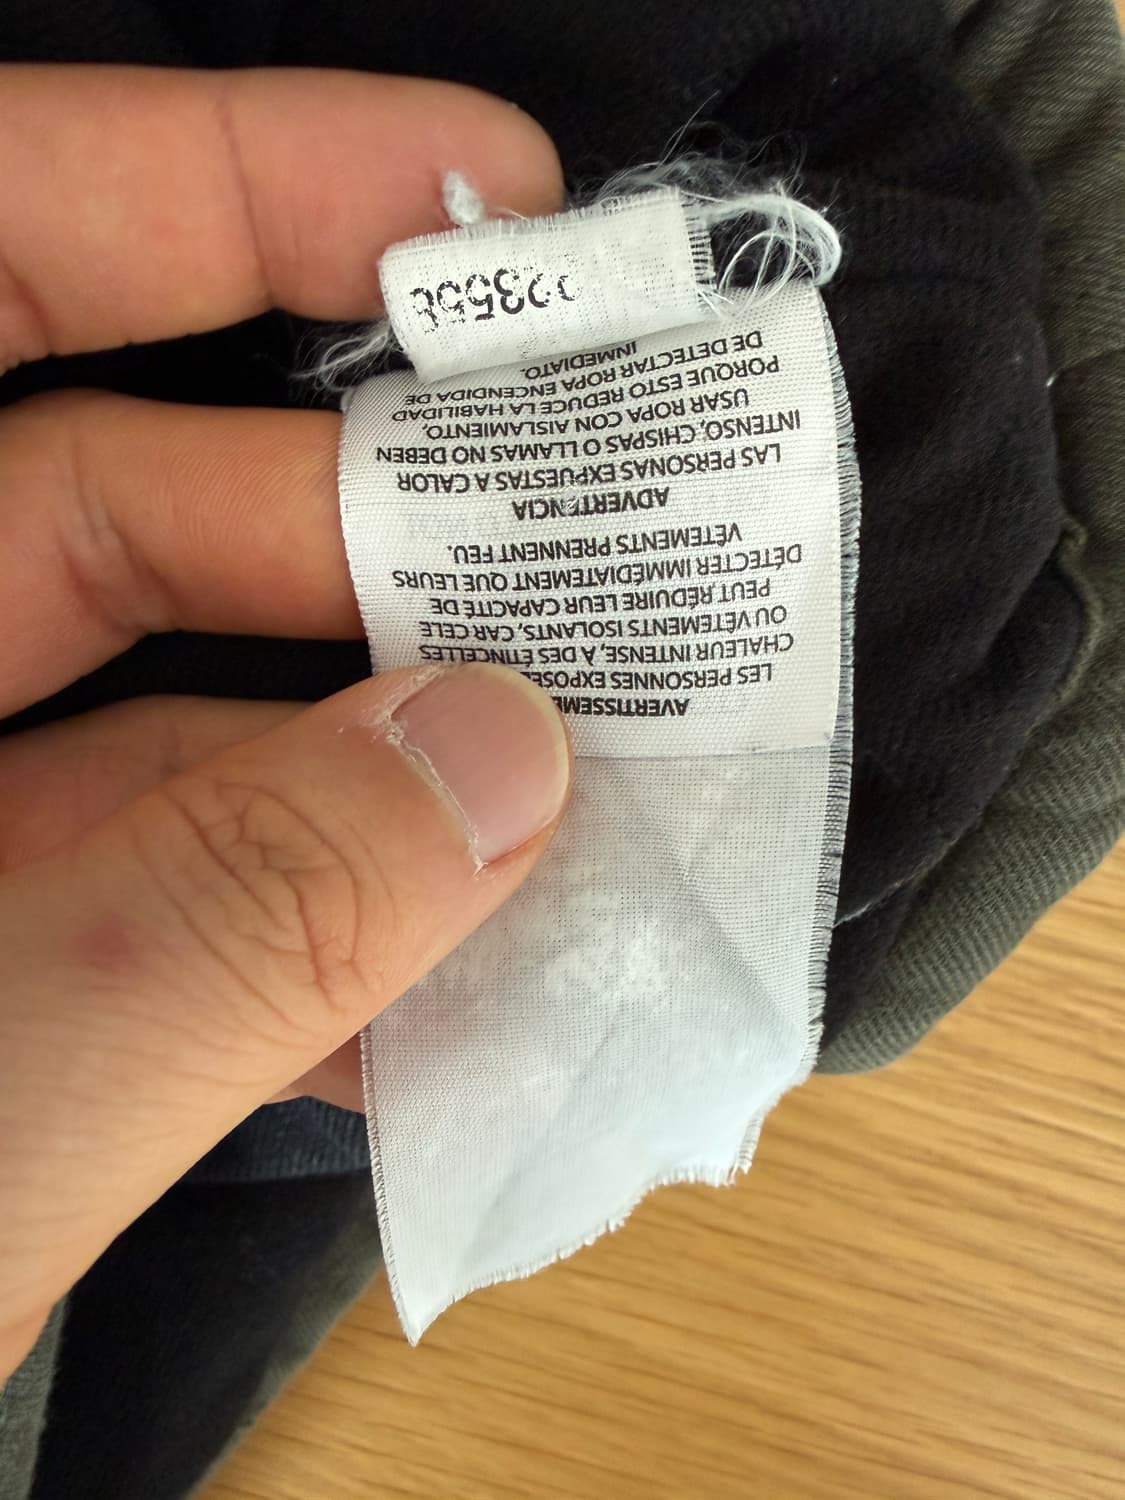 LES PERSONNES
CHALEUR INTENSE, À DES ÉTINCELLES
OU VÊTEMENTS ISOLANTS, CAR CELE
PEUT RÉDUIRE LEUR CAPACITÉ DE
DÉTECTER IMMÉDIATEMENT QUE LEURS
VÊTEMENTS PRENNENT FEU.
ADVERTENCIA
LAS PERSONAS EXPUESTAS A CALOR
INTENSO, CHISPAS O LLAMAS NO DEBEN
USAR ROPA CON AISLAMIENTO,
PORQUE ESTO REDUCE LA HABILIDAD
DE DETECTAR ROPA ENCENDIDA DE
INMEDIATO.